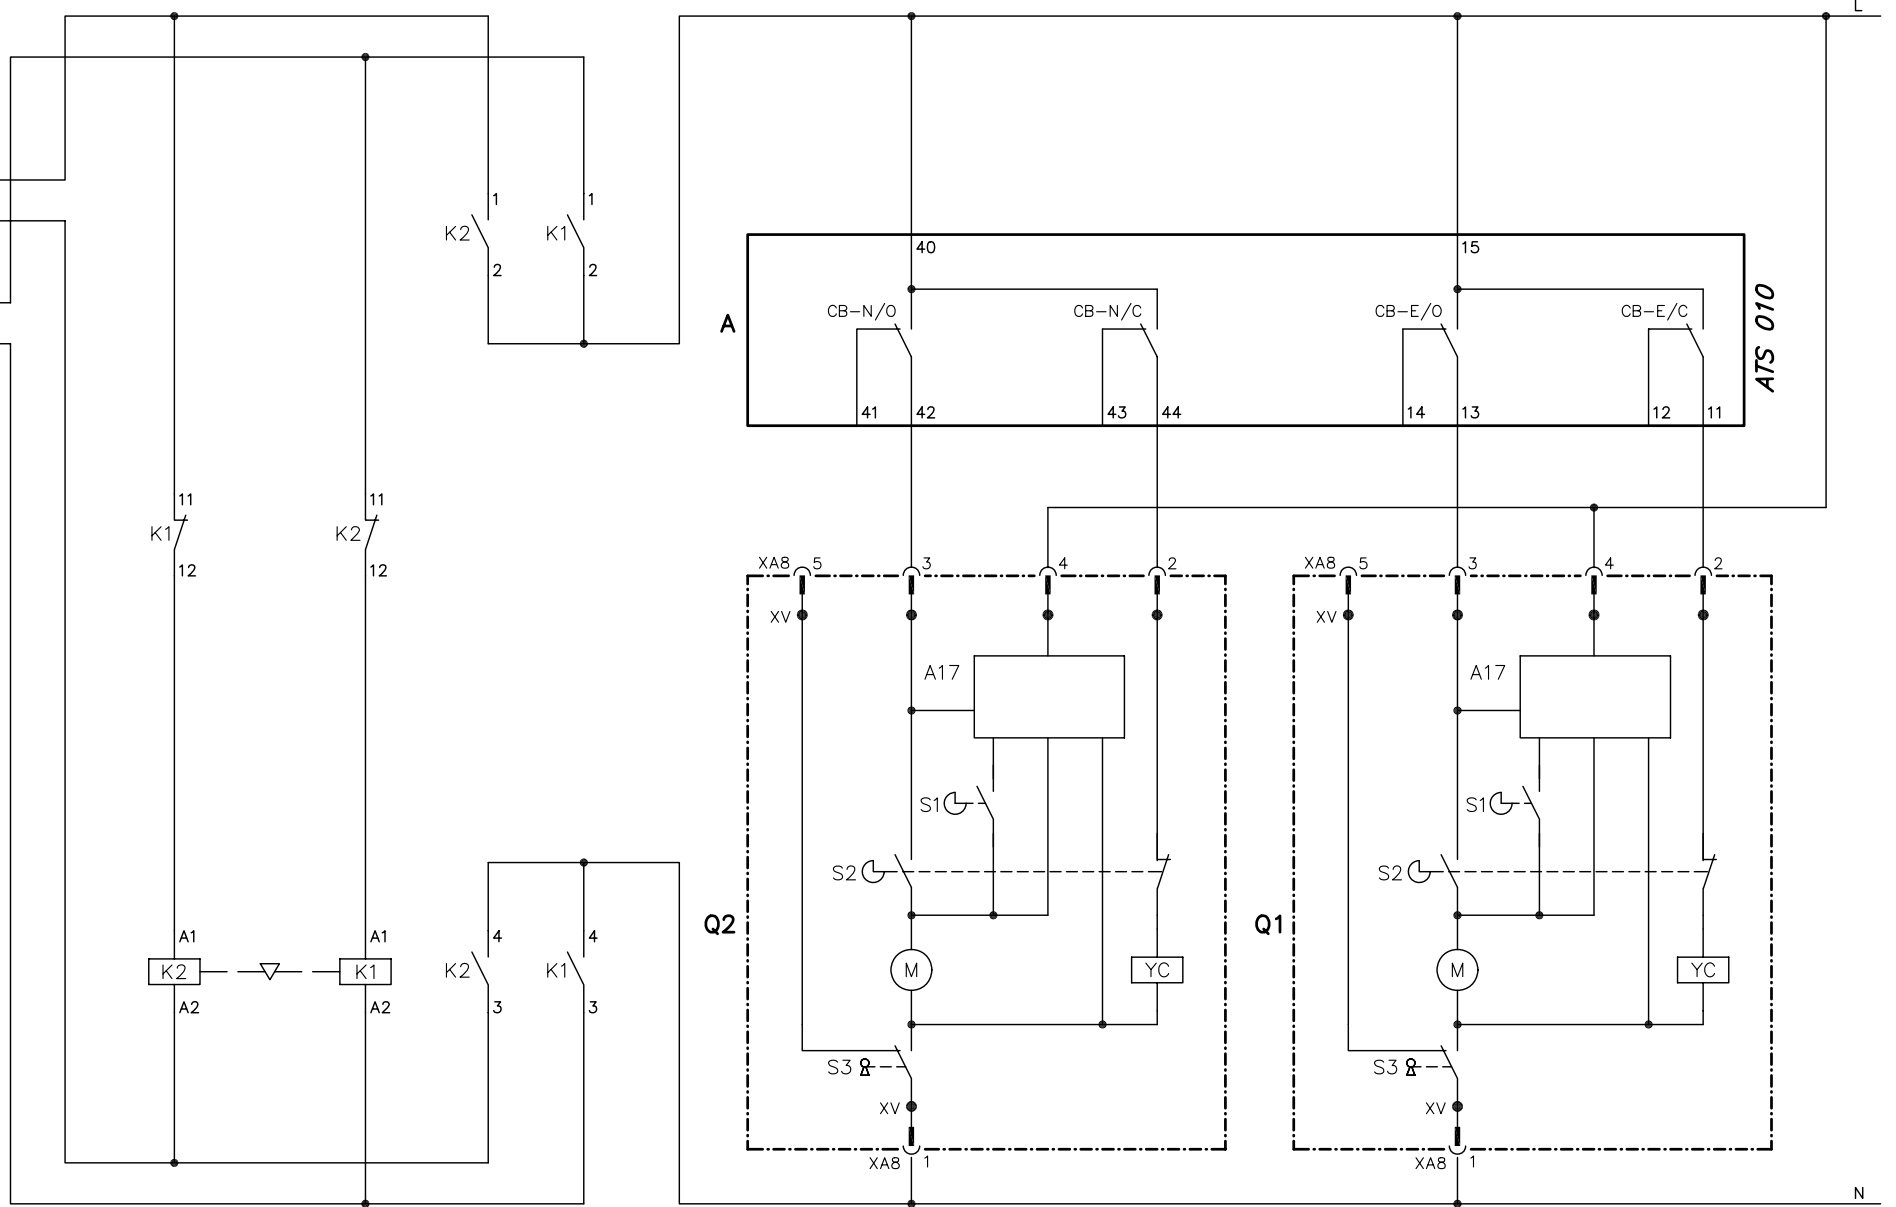 L
1 1
K2 K1
2 2
40 15
CB-N/O CB-N/C CB-E/O CB-E/C
A
ATS 010
41 42 43 44 14 13 12 11
11 11
K1 K2
12 12
XA8 5 3 4 2 XA8 5 3 4 2
XV XV
A17 A17
S1 S1
S2 S2
Q2 Q1
A1 A1 4 4
K2 K1 K2 K1 M YC M YC
A2 A2 3 3
S3 S3
XV XV
XA8 1 XA8 1
N